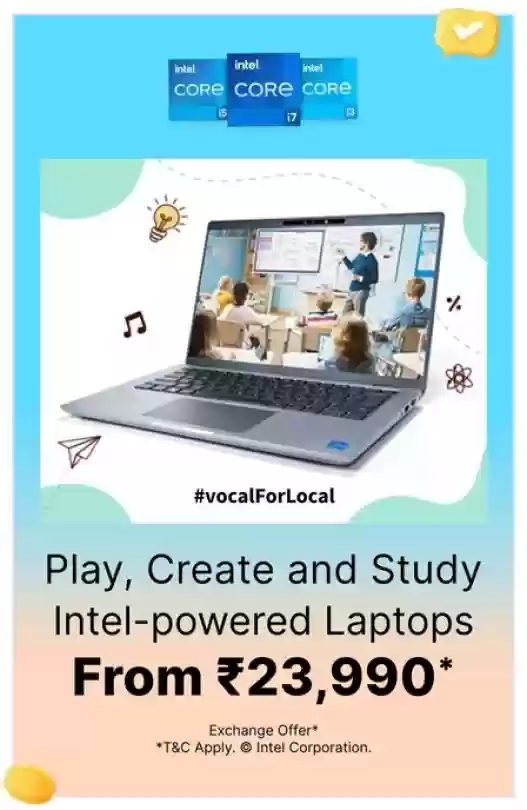 intel.
CORE
i5
intel.
CORE
i7
intel
CORE
i3
#vocalForLocal
Play, Create and Study
Intel-powered Laptops
From ₹23,990*
Exchange Offer*
*T&C Apply. © Intel Corporation.